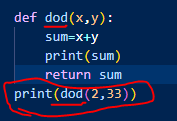 def dod(x,y):
    sum=x+y
    print(sum)
    return sum
print(dod(2,33))